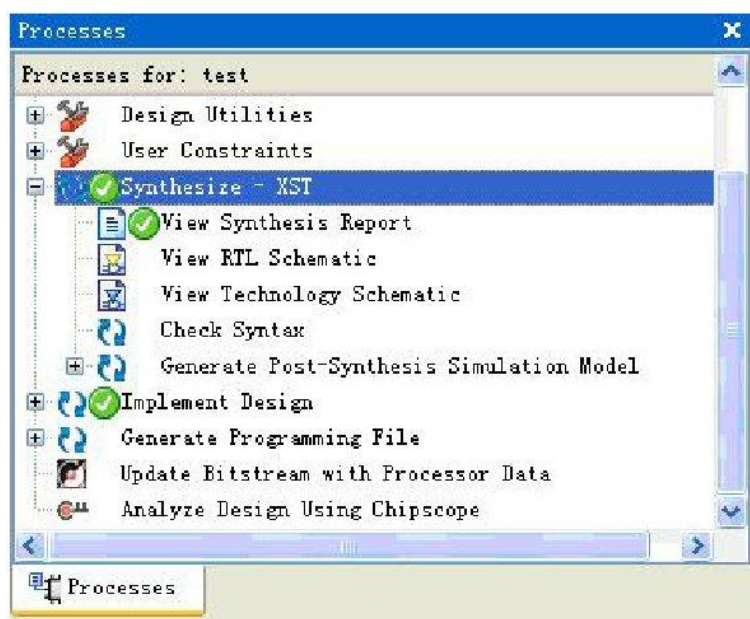 Processes
Processes for: test
Design Utilities
User Constraints
Synthesize - XST
View Synthesis Report
View RTL Schematic
View Technology Schematic
Check Syntax
Generate Post-Synthesis Simulation Model
Implement Design
Generate Programming File
Update Bitstream with Processor Data
Analyze Design Using Chipscope
Processes